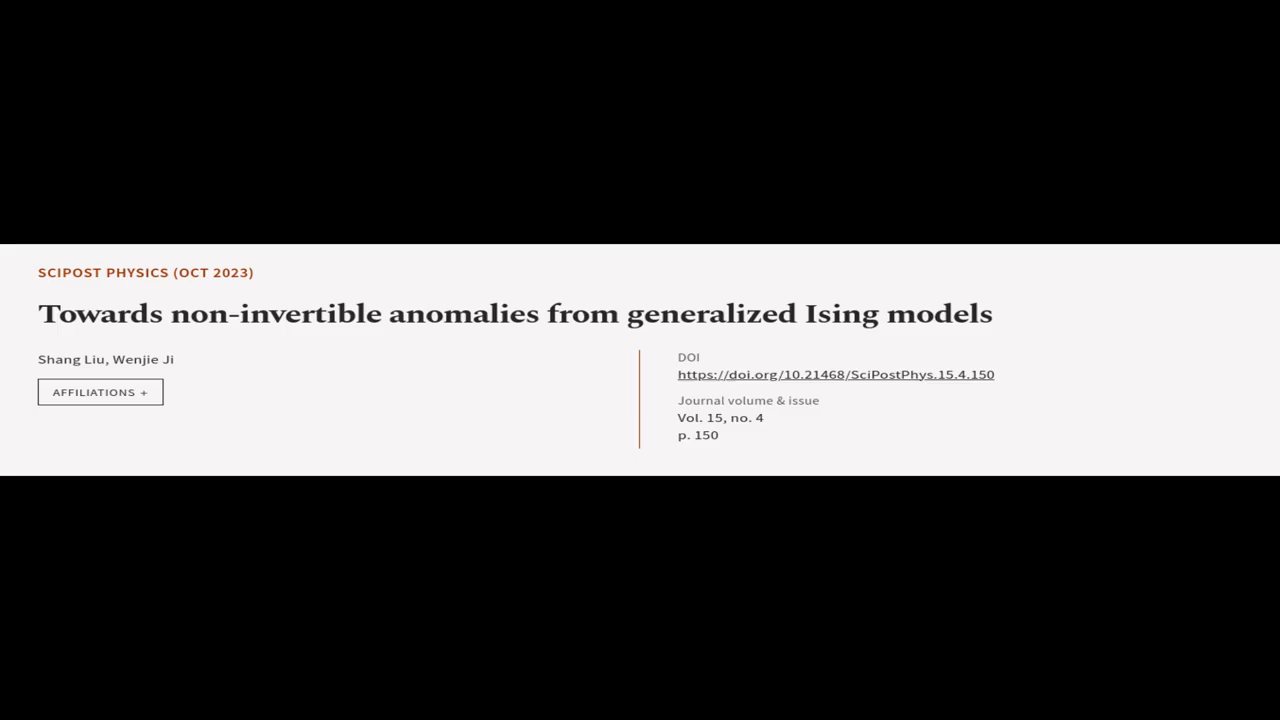 SCIPOST PHYSICS (OCT 2023)
Towards non-invertible anomalies from generalized Ising models
Shang Liu, Wenjie Ji
AFFILIATIONS +
DOI
https://doi.org/10.21468/SciPostPhys.15.4.150
Journal volume & issue
Vol. 15, no. 4
p. 150